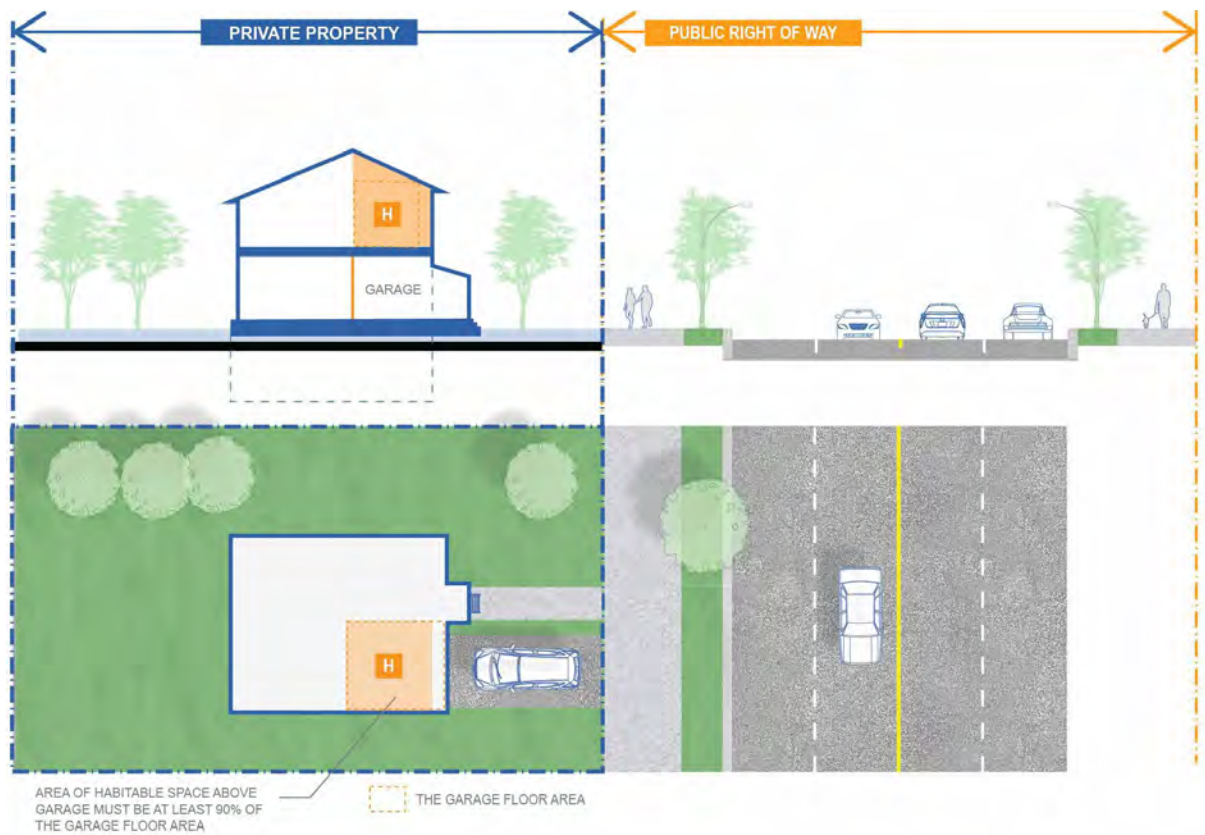 PRIVATE PROPERTY
PUBLIC RIGHT OF WAY
H
GARAGE
H
AREA OF HABITABLE SPACE ABOVE
GARAGE MUST BE AT LEAST 90% OF
THE GARAGE FLOOR AREA
THE GARAGE FLOOR AREA